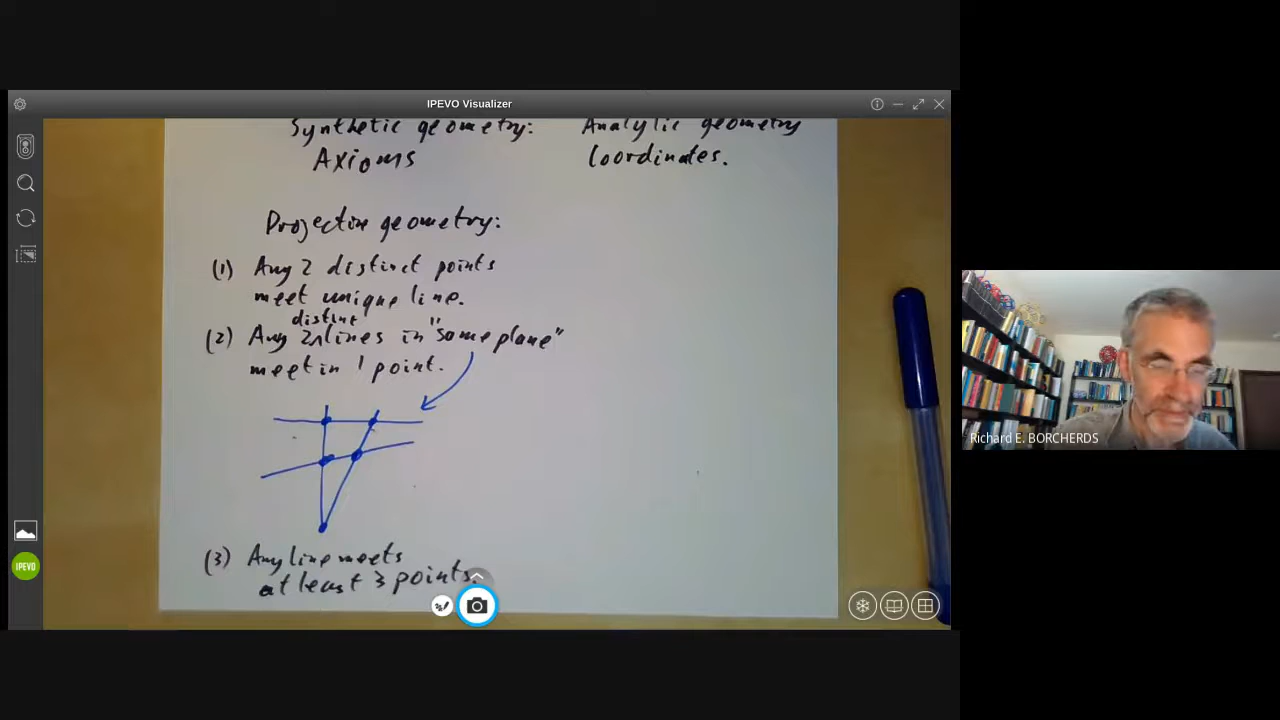 IPEVO Visualizer
Synthetic geometry: Analytic geometry
Axioms coordinates.
Projective geometry:
(1) Any 2 distinct points
meet unique line.
distinct
(2) Any 2 lines in "same plane"
meet in 1 point.
(3) Any line meets
at least 3 points.
IPEVO
Richard E. BORCHERDS